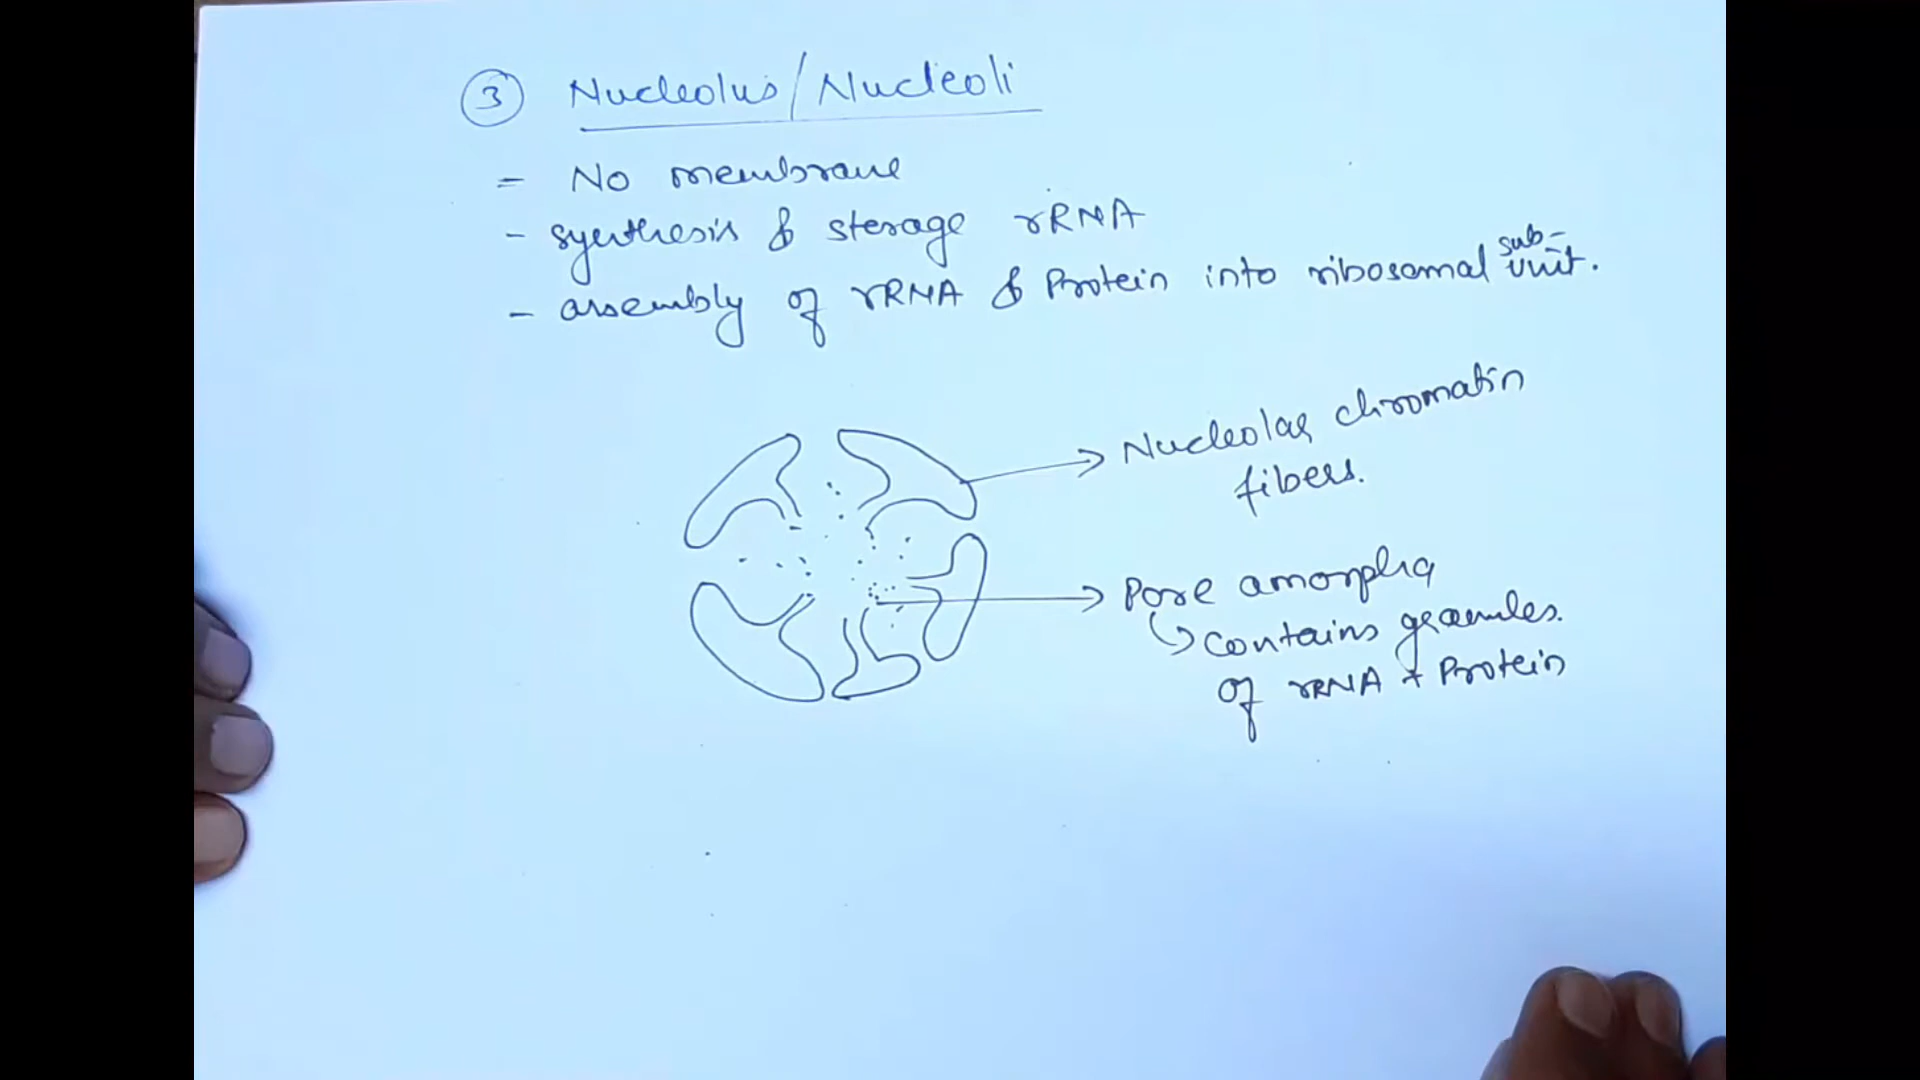 3 Nucleolus/Nucleoli
= No membrane
- synthesis & storage rRNA
- assembly of rRNA & Protein into ribosomal sub-unit.
Nucleolar chromatin
fibers.
Pore amorpha
contains granules.
of rRNA + Protein